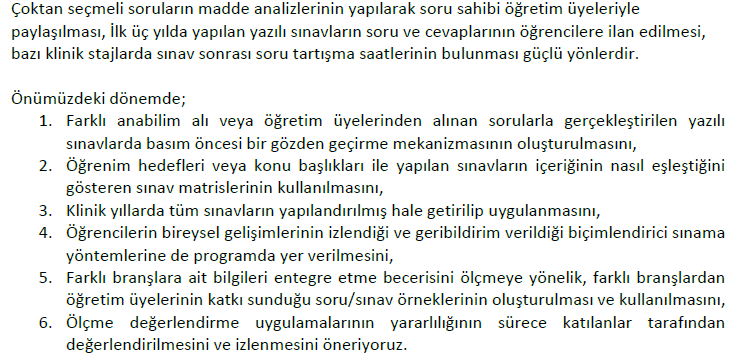 Çoktan seçmeli soruların madde analizlerinin yapılarak soru sahibi öğretim üyeleriyle
paylaşılması, İlk üç yılda yapılan yazılı sınavların soru ve cevaplarının öğrencilere ilan edilmesi,
bazı klinik stajlarda sınav sonrası soru tartışma saatlerinin bulunması güçlü yönlerdir.
Önümüzdeki dönemde;
1. Farklı anabilim alı veya öğretim üyelerinden alınan sorularla gerçekleştirilen yazılı
sınavlarda basım öncesi bir gözden geçirme mekanizmasının oluşturulmasını,
2. Öğrenim hedefleri veya konu başlıkları ile yapılan sınavların içeriğinin nasıl eşleştiğini
gösteren sınav matrislerinin kullanılmasını,
3. Klinik yıllarda tüm sınavların yapılandırılmış hale getirilip uygulanmasını,
4. Öğrencilerin bireysel gelişimlerinin izlendiği ve geribildirim verildiği biçimlendirici sınama
yöntemlerine de programda yer verilmesini,
5. Farklı branşlara ait bilgileri entegre etme becerisini ölçmeye yönelik, farklı branşlardan
öğretim üyelerinin katkı sunduğu soru/sınav örneklerinin oluşturulması ve kullanılmasını,
6. Ölçme değerlendirme uygulamalarının yararlılığının sürece katılanlar tarafından
değerlendirilmesini ve izlenmesini öneriyoruz.